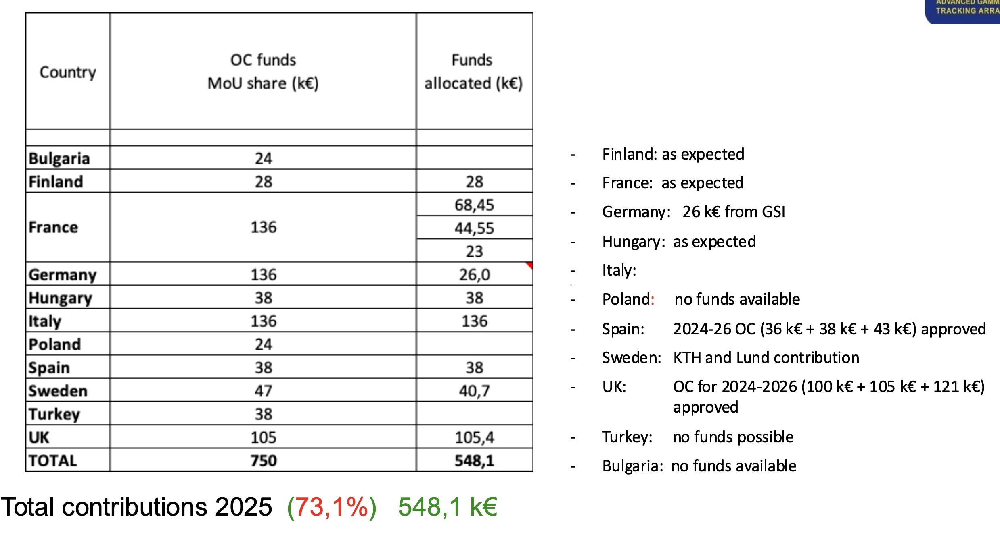 ADVANCED GAMM
TRACKING ARRA
Country
OC funds
MoU share (k€)
Funds
allocated (k€)
Bulgaria 24
Finland 28 28
France 136 68,45
44,55
23
Germany 136 26,0
Hungary 38 38
Italy 136 136
Poland 24
Spain 38 38
Sweden 47 40,7
Turkey 38
UK 105 105,4
TOTAL 750 548,1
- Finland: as expected
- France: as expected
- Germany: 26 k€ from GSI
- Hungary: as expected
- Italy:
-
- Poland: no funds available
- Spain: 2024-26 OC (36 k€ + 38 k€ + 43 k€) approved
- Sweden: KTH and Lund contribution
- UK: OC for 2024-2026 (100 k€ + 105 k€ + 121 k€)
approved
- Turkey: no funds possible
- Bulgaria: no funds available
Total contributions 2025 (73,1%) 548,1 k€